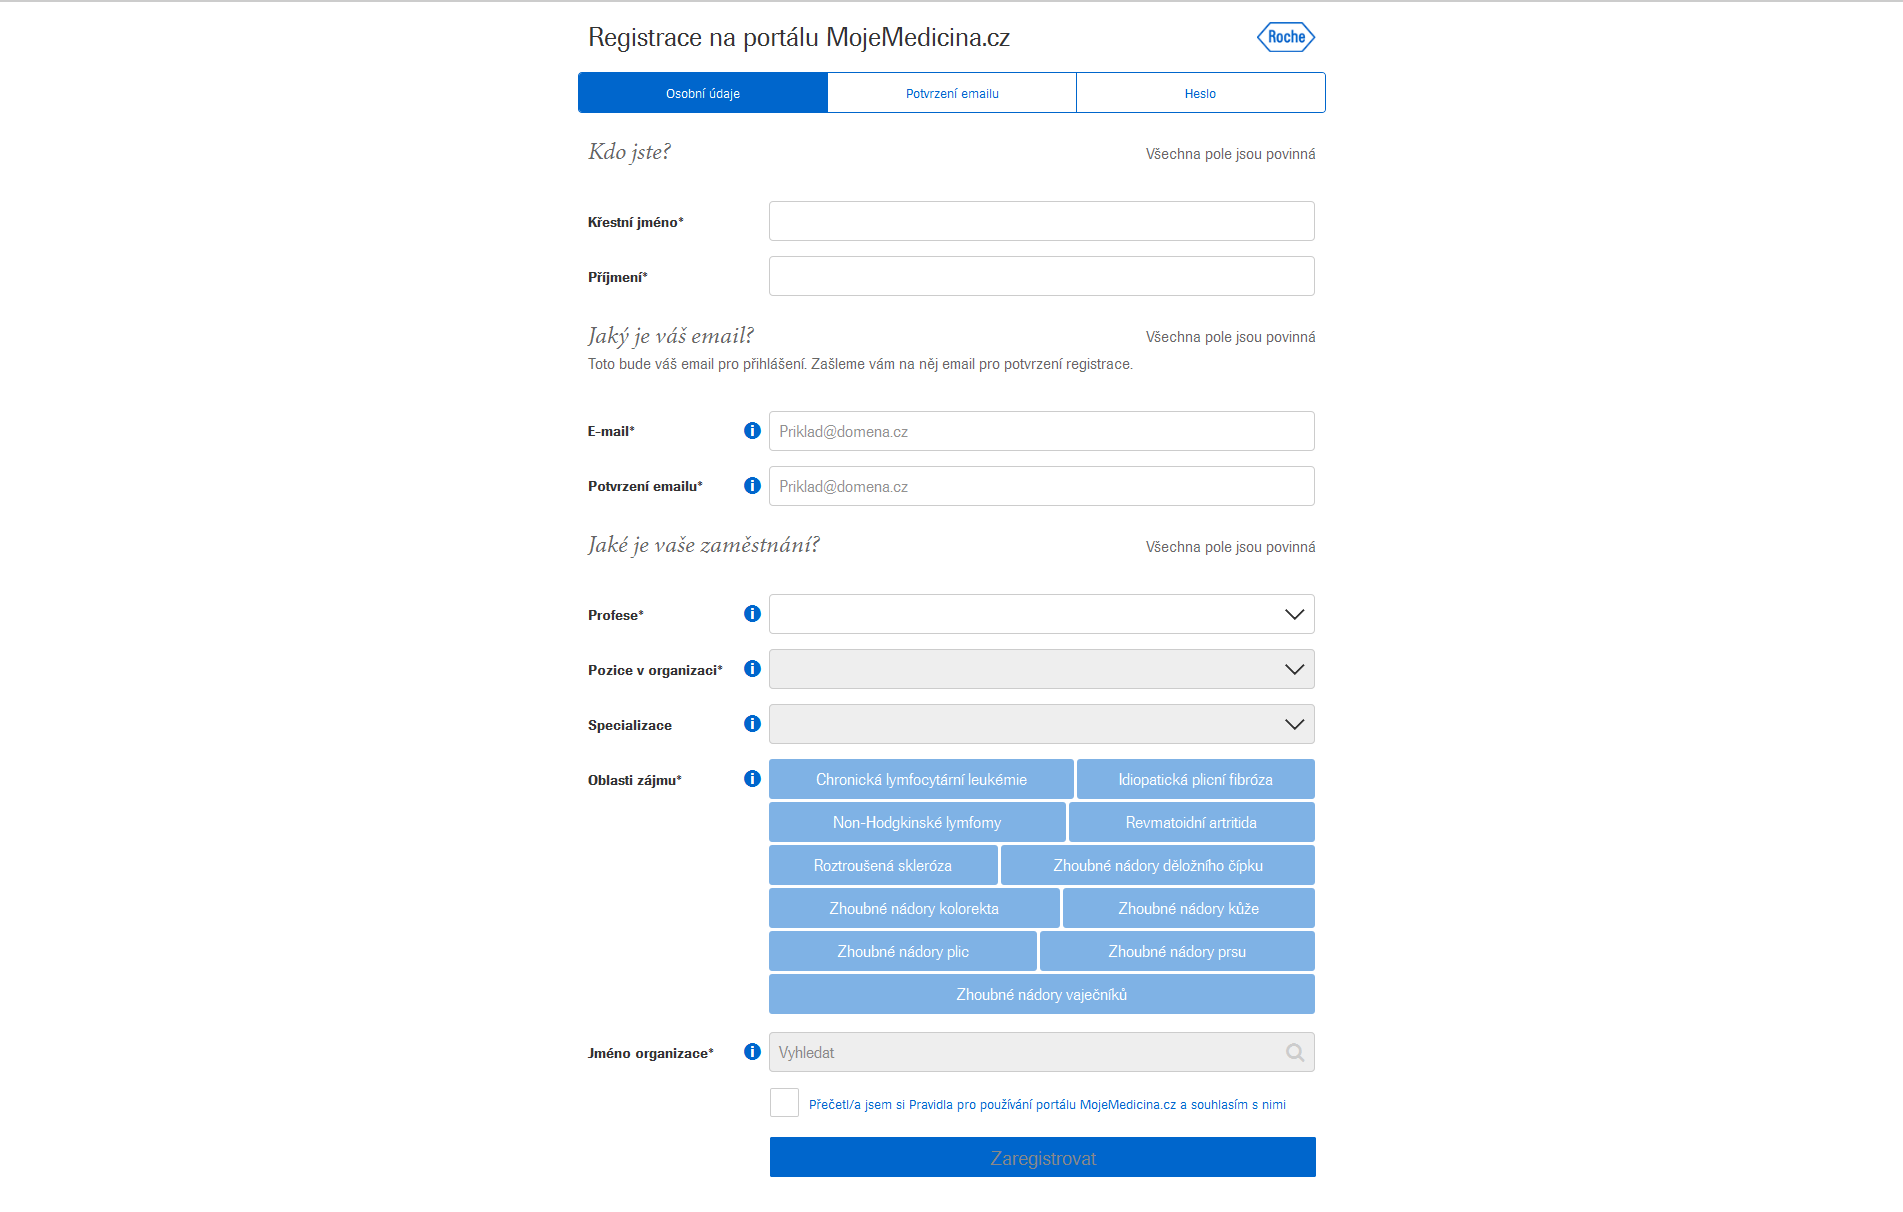 Registrace na portálu MojeMedicina.cz
Roche
Osobní údaje
Potvrzení emailu
Heslo
Kdo jste?
Všechna pole jsou povinná
Křestní jméno*
Příjmení*
Jaký je váš email?
Všechna pole jsou povinná
Toto bude váš email pro přihlášení. Zašleme vám na něj email pro potvrzení registrace.
E-mail*
Priklad@domena.cz
Potvrzení emailu*
Priklad@domena.cz
Jaké je vaše zaměstnání?
Všechna pole jsou povinná
Profese*
Pozice v organizaci*
Specializace
Oblasti zájmu*
Chronická lymfocytární leukémie
Idiopatická plicní fibróza
Non-Hodgkinské lymfomy
Revmatoidní artritida
Roztroušená skleróza
Zhoubné nádory děložního čípku
Zhoubné nádory kolorekta
Zhoubné nádory kůže
Zhoubné nádory plic
Zhoubné nádory prsu
Zhoubné nádory vaječníků
Jméno organizace*
Vyhledat
Přečetl/a jsem si Pravidla pro používání portálu MojeMedicina.cz a souhlasím s nimi
Zaregistrovat